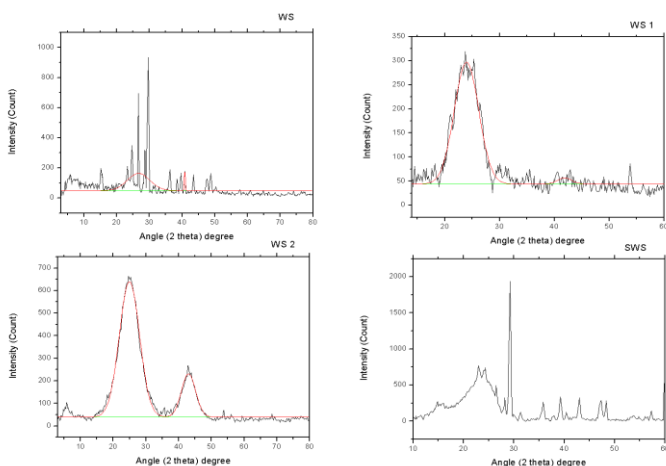 WS
1000
800
600
400
200
0
Intensity (Count)
0 10 20 30 40 50 60 70 80
Angle (2 theta) degree
WS 1
350
300
250
200
150
100
50
0
Intensity (Count)
20 30 40 50 60
Angle (2 theta) degree
WS 2
700
600
500
400
300
200
100
0
Intensity (Count)
10 20 30 40 50 60 70 80
Angle (2 theta) degree
SWS
2000
1500
1000
500
0
Intensity (Count)
10 20 30 40 50 60
Angle (2 theta) degree